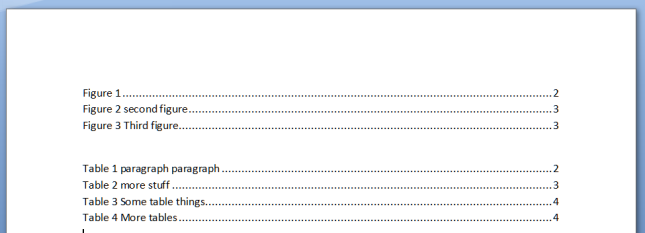 Figure 1........................................................................................................................................2
Figure 2 second figure...................................................................................................................3
Figure 3 Third figure......................................................................................................................3
Table 1 paragraph paragraph.........................................................................................................2
Table 2 more stuff.........................................................................................................................3
Table 3 Some table things..............................................................................................................4
Table 4 More tables.......................................................................................................................4